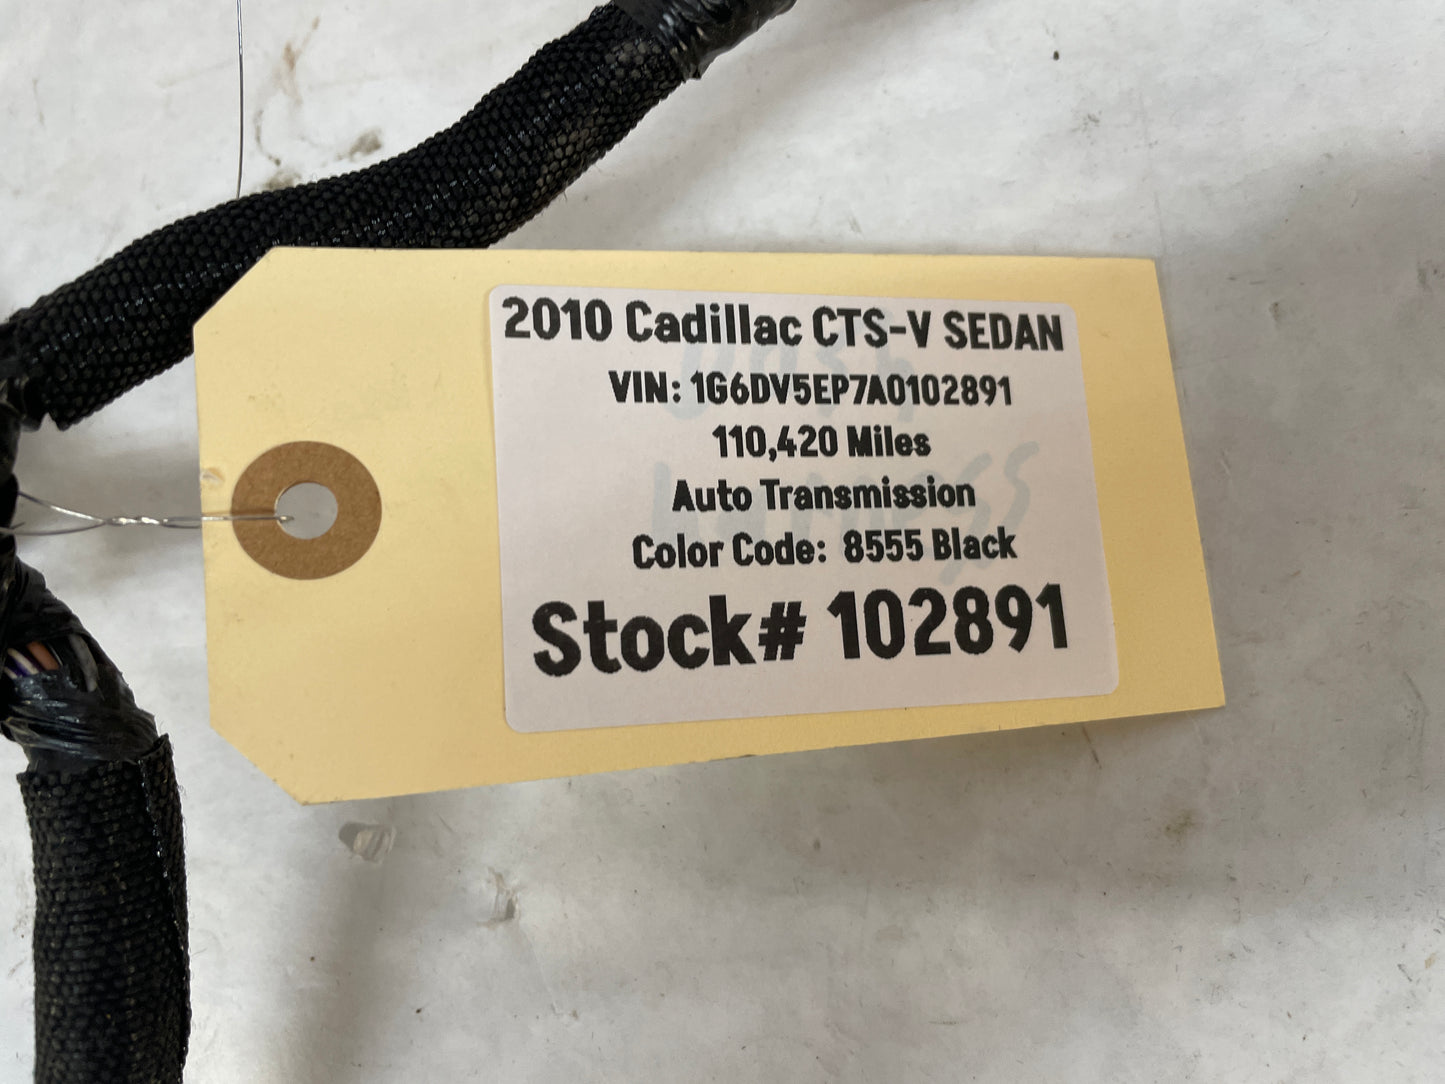 2010 Cadillac CTS-V SEDAN
VIN: 1G6DV5EP7A0102891
110,420 Miles
Auto Transmission
Color Code: 8555 Black
Stock# 102891